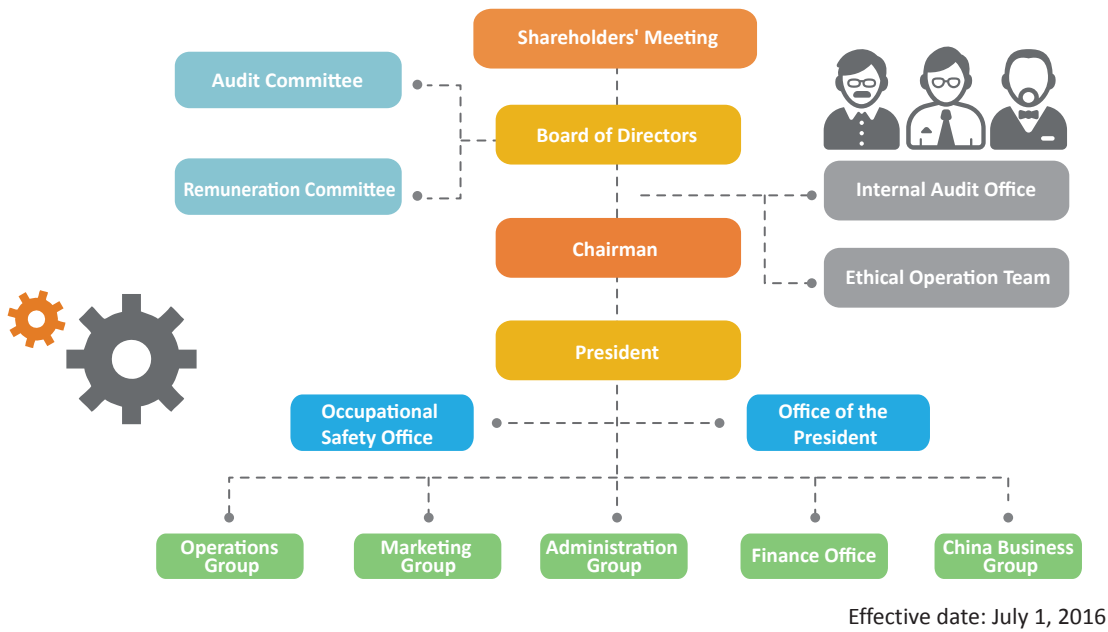 Shareholders' Meeting
Audit Committee
Board of Directors
Remuneration Committee
Internal Audit Office
Chairman
Ethical Operation Team
President
Occupational
Safety Office
Office of the
President
Operations
Group
Marketing
Group
Administration
Group
Finance Office
China Business
Group
Effective date: July 1, 2016